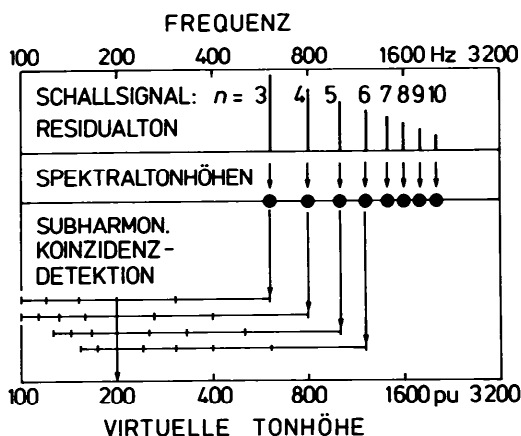 FREQUENZ
100 200 400 800 1600 Hz 3200
SCHALLSIGNAL: n = 3 4 5 6 7 8 9 10
RESIDUALTON
SPEKTRALTONHÖHEN
SUBHARMON.
KOINZIDENZ-
DETEKTION
100 200 400 800 1600 pu 3200
VIRTUELLE TONHÖHE